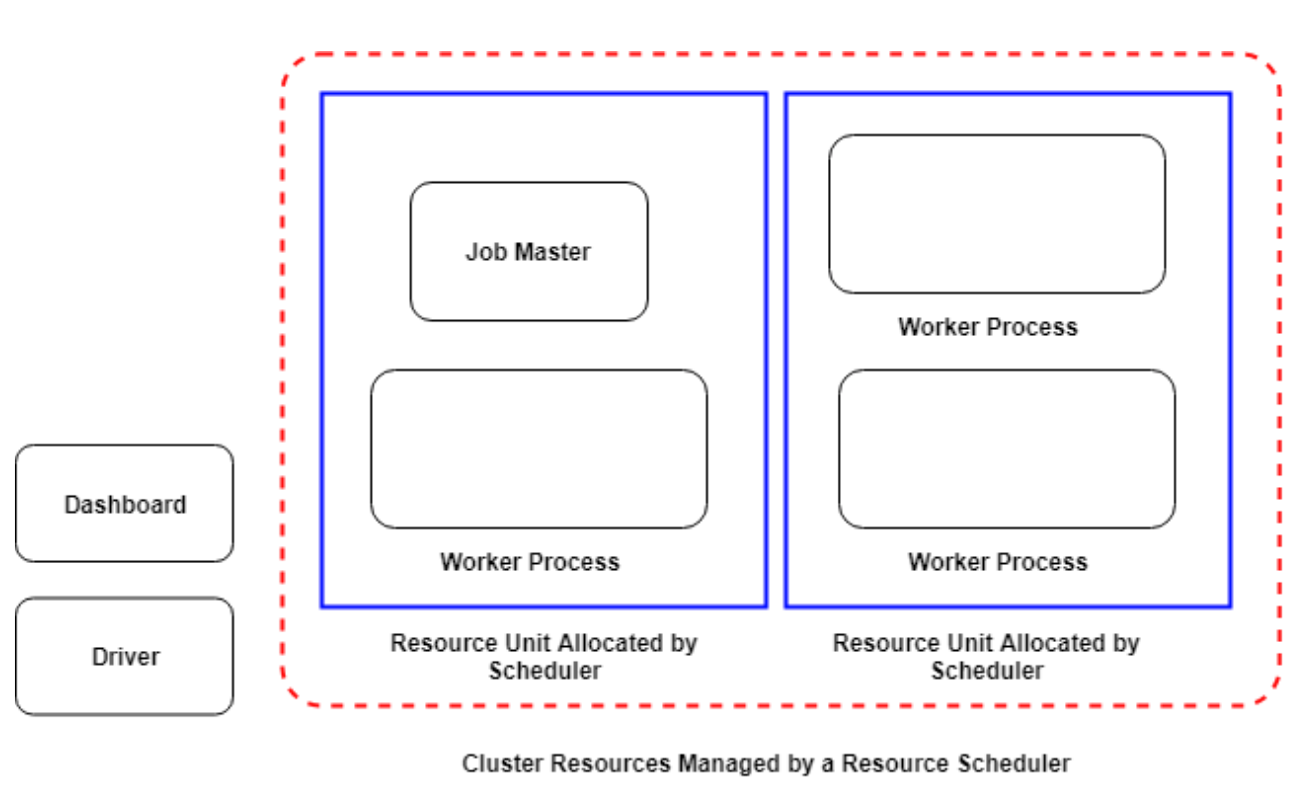 Job Master
Worker Process
Worker Process
Worker Process
Dashboard
Driver
Resource Unit Allocated by
Scheduler
Resource Unit Allocated by
Scheduler
Cluster Resources Managed by a Resource Scheduler